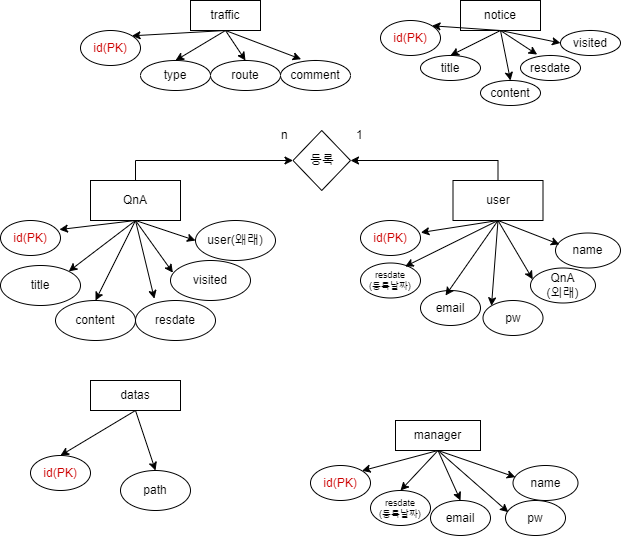 traffic
id(PK)
type
route
comment
notice
id(PK)
title
content
resdate
visited
n
등록
1
QnA
id(PK)
title
content
resdate
visited
user(왜래)
user
id(PK)
resdate
(등록날짜)
email
pw
QnA
(외래)
name
datas
id(PK)
path
manager
id(PK)
resdate
(등록날짜)
email
pw
name